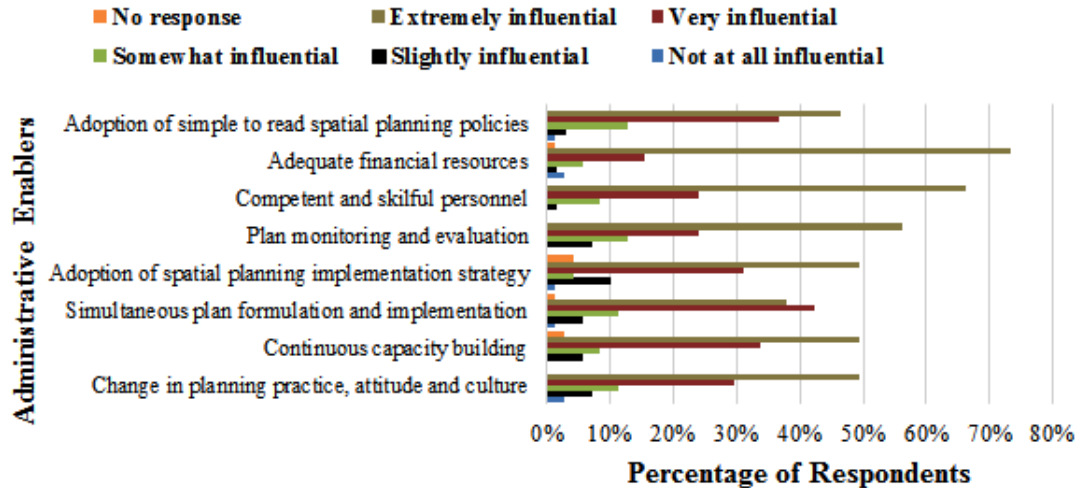 No response Extremely influential Very influential
Somewhat influential Slightly influential Not at all influential
Administrative Enablers
Adoption of simple to read spatial planning policies
Adequate financial resources
Competent and skilful personnel
Plan monitoring and evaluation
Adoption of spatial planning implementation strategy
Simultaneous plan formulation and implementation
Continuous capacity building
Change in planning practice, attitude and culture
0% 10% 20% 30% 40% 50% 60% 70% 80%
Percentage of Respondents